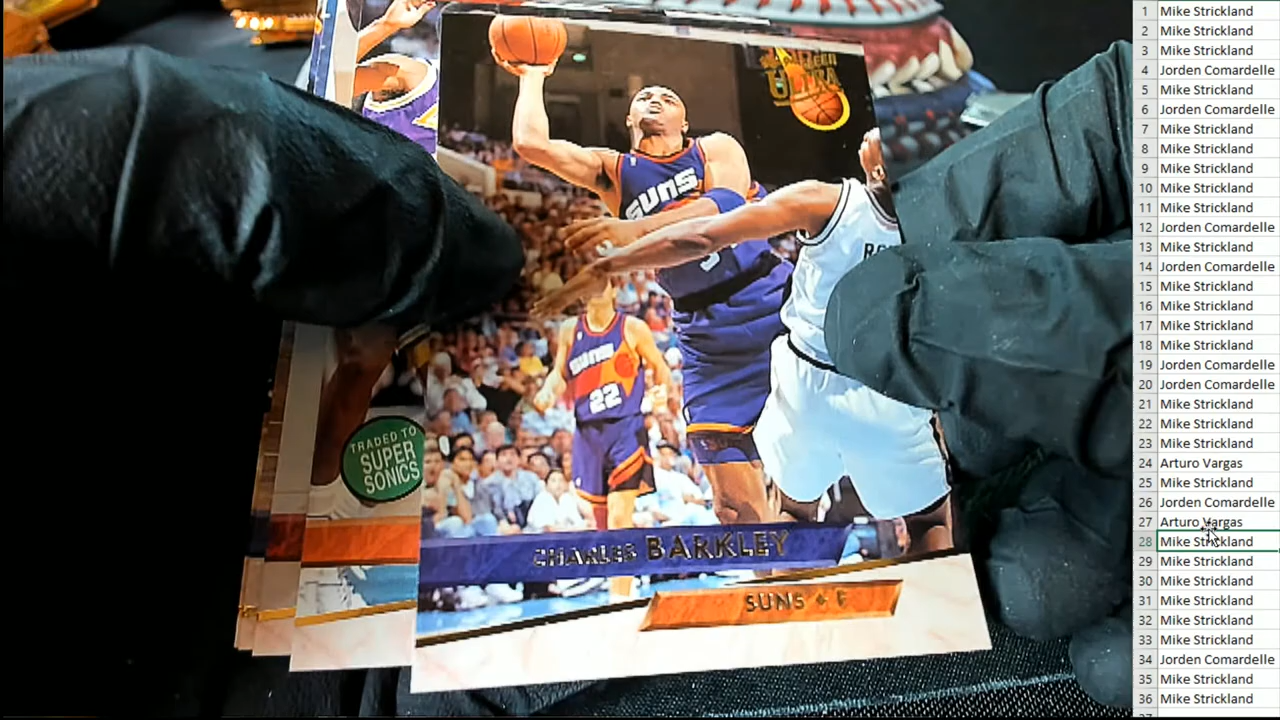 ULTRA
SUNS
SUNS
22
TRADED TO
SUPER
SONICS
CHARLES BARKLEY
SUNS + F
1 Mike Strickland
2 Mike Strickland
3 Mike Strickland
4 Jorden Comardelle
5 Mike Strickland
6 Jorden Comardelle
7 Mike Strickland
8 Mike Strickland
9 Mike Strickland
10 Mike Strickland
11 Mike Strickland
12 Jorden Comardelle
13 Mike Strickland
14 Jorden Comardelle
15 Mike Strickland
16 Mike Strickland
17 Mike Strickland
18 Mike Strickland
19 Jorden Comardelle
20 Jorden Comardelle
21 Mike Strickland
22 Mike Strickland
23 Mike Strickland
24 Arturo Vargas
25 Mike Strickland
26 Jorden Comardelle
27 Arturo Vargas
28 Mike Strickland
29 Mike Strickland
30 Mike Strickland
31 Mike Strickland
32 Mike Strickland
33 Mike Strickland
34 Jorden Comardelle
35 Mike Strickland
36 Mike Strickland